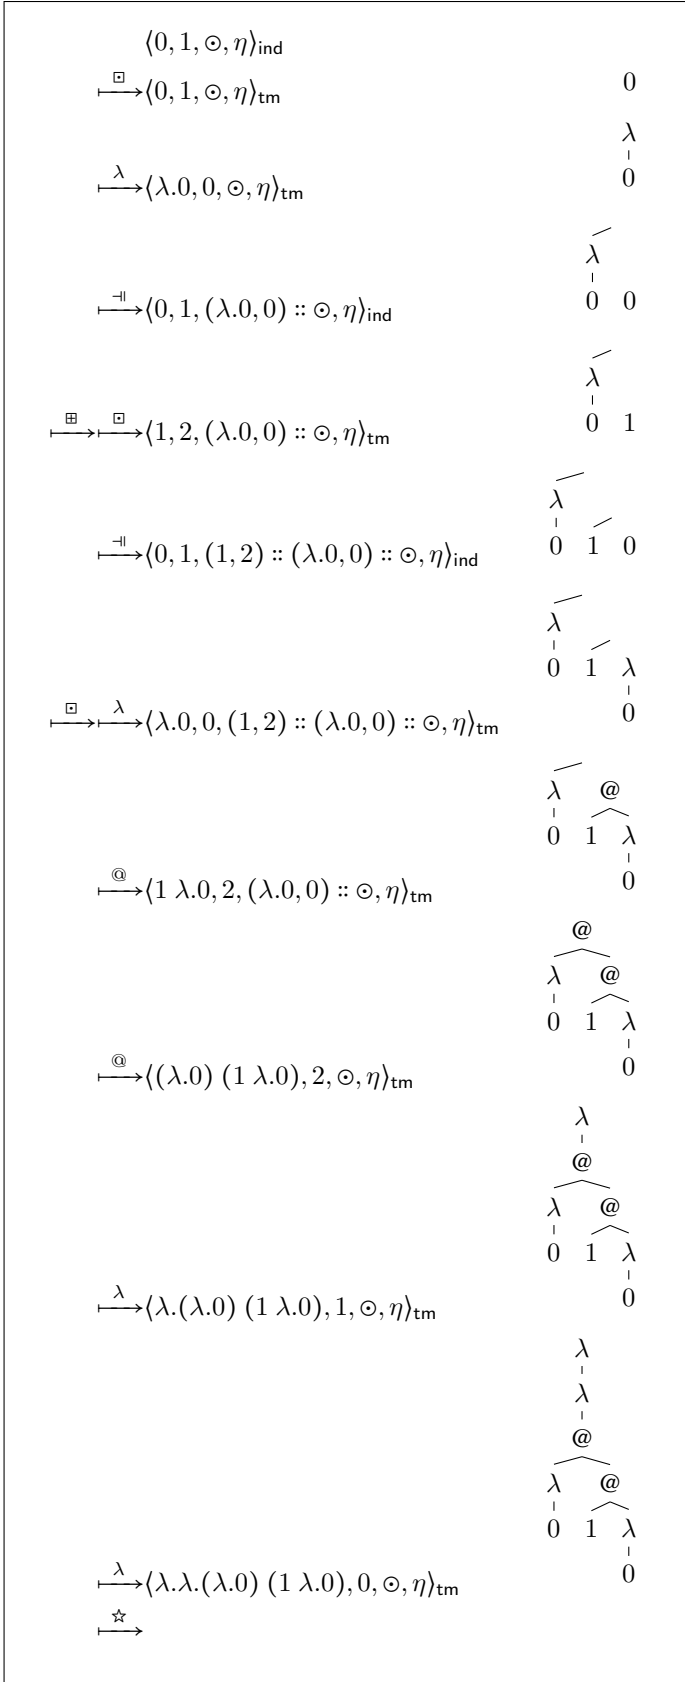 ⟨0, 1, ⊙, η⟩ind
⊡
⟼ ⟨0, 1, ⊙, η⟩tm 0
λ
λ
⟼ ⟨λ.0, 0, ⊙, η⟩tm 0
λ
⫣
⟼ ⟨0, 1, (λ.0, 0) :: ⊙, η⟩ind 0 0
λ
⊞ ⊡
⟼⟼ ⟨1, 2, (λ.0, 0) :: ⊙, η⟩tm 0 1
λ
⫣
⟼ ⟨0, 1, (1, 2) :: (λ.0, 0) :: ⊙, η⟩ind 0 1 0
λ
0 1 λ
⊡ λ
⟼⟼ ⟨λ.0, 0, (1, 2) :: (λ.0, 0) :: ⊙, η⟩tm 0
λ @
0 1 λ
@
⟼ ⟨1 λ.0, 2, (λ.0, 0) :: ⊙, η⟩tm 0
@
λ @
0 1 λ
@
⟼ ⟨(λ.0) (1 λ.0), 2, ⊙, η⟩tm 0
λ
@
λ @
0 1 λ
λ
⟼ ⟨λ.(λ.0) (1 λ.0), 1, ⊙, η⟩tm 0
λ
λ
@
λ @
0 1 λ
λ
⟼ ⟨λ.λ.(λ.0) (1 λ.0), 0, ⊙, η⟩tm 0
☆
⟼